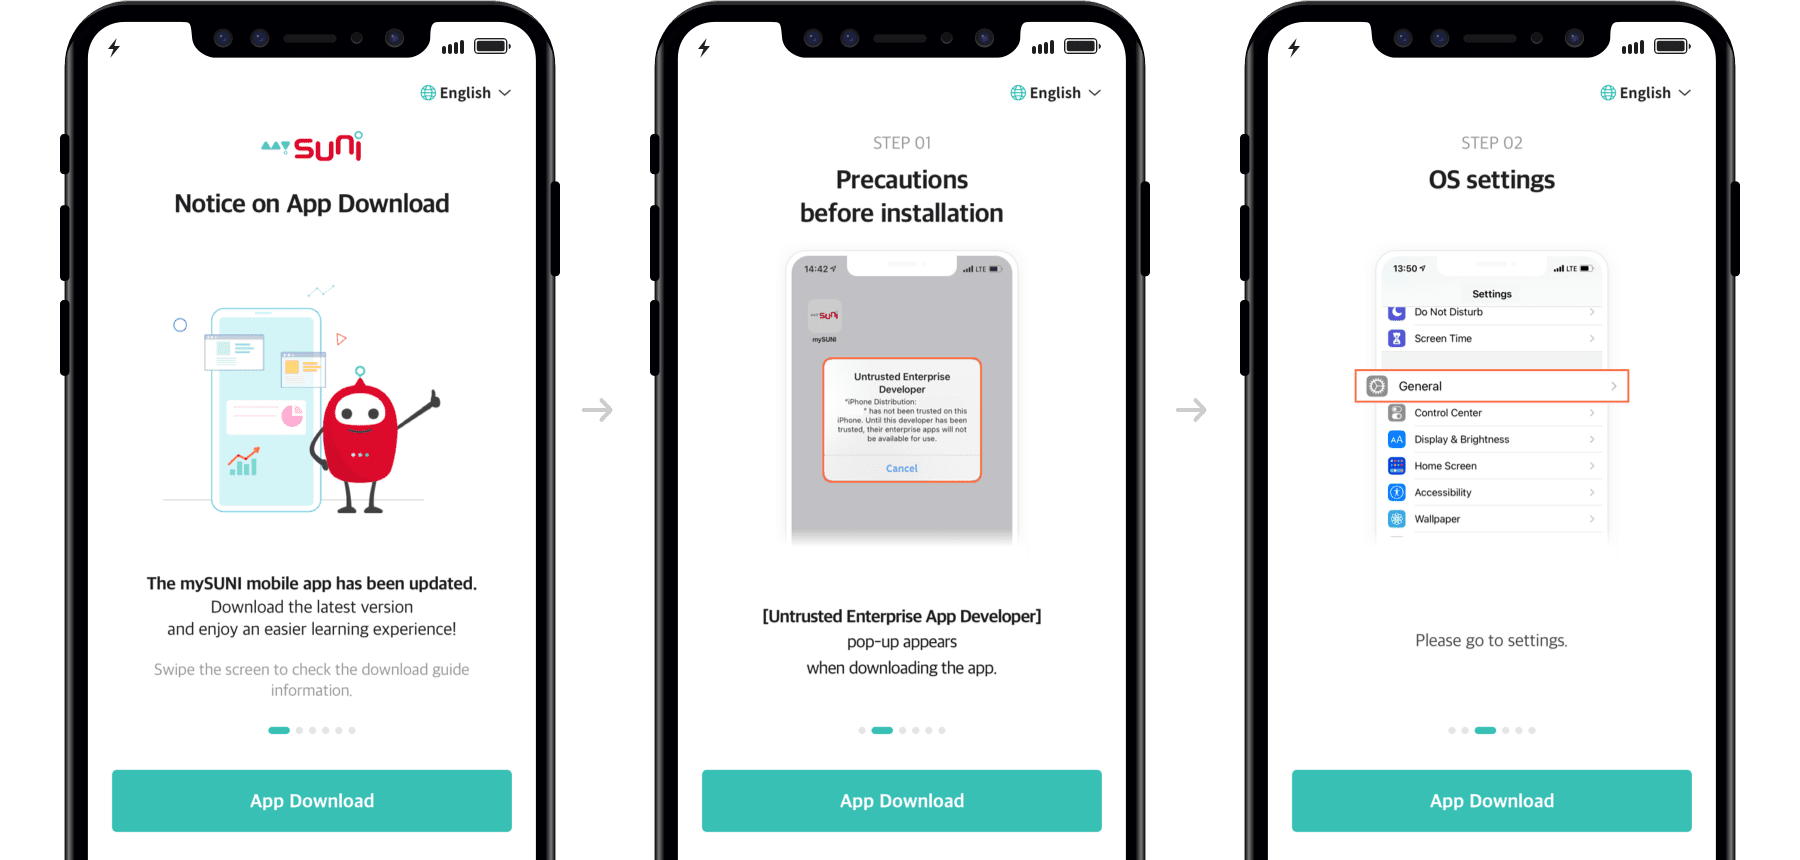 English
mySUNI
Notice on App Download
The mySUNI mobile app has been updated.
Download the latest version
and enjoy an easier learning experience!
Swipe the screen to check the download guide
information.
App Download
English
STEP 01
Precautions
before installation
14:42
LTE
mySUNI
mySUNI
Untrusted Enterprise
Developer
"iPhone Distribution:
" has not been trusted on this
iPhone. Until this developer has been
trusted, their enterprise apps will not
be available for use.
Cancel
[Untrusted Enterprise App Developer]
pop-up appears
when downloading the app.
App Download
English
STEP 02
OS settings
13:50
LTE
Settings
Do Not Disturb
Screen Time
General
Control Center
AA Display & Brightness
Home Screen
Accessibility
Wallpaper
Please go to settings.
App Download